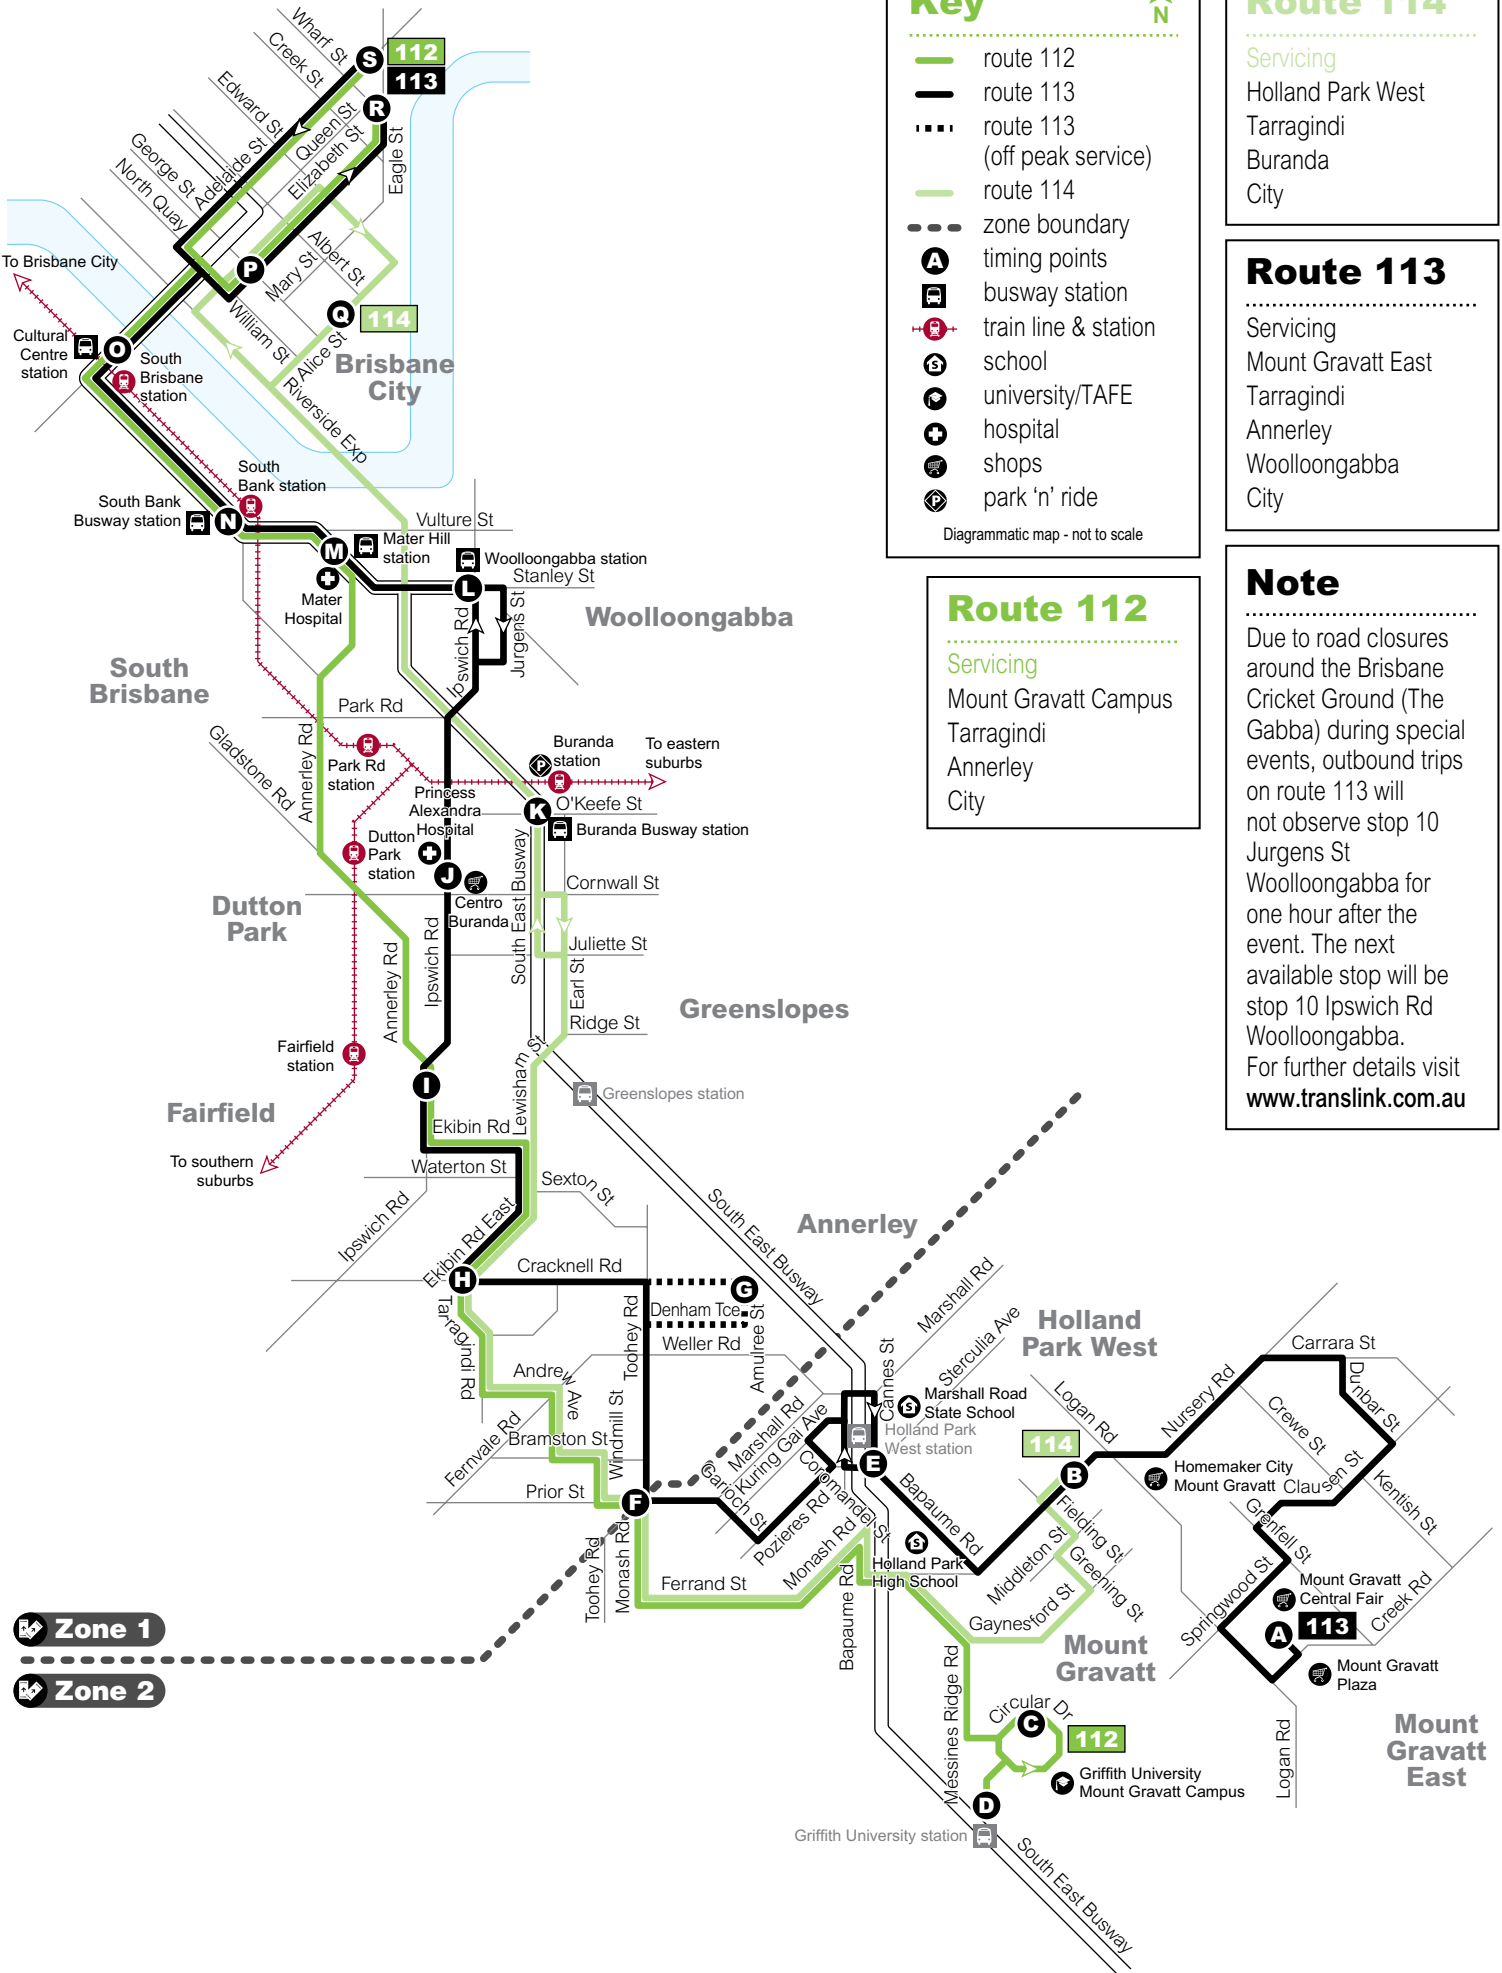 Key
N
route 112
route 113
route 113
(off peak service)
route 114
zone boundary
A
timing points
busway station
train line & station
S
school
university/TAFE
hospital
shops
P
park 'n' ride
Diagrammatic map - not to scale
Route 114
Servicing
Holland Park West
Tarragindi
Buranda
City
Route 113
Servicing
Mount Gravatt East
Tarragindi
Annerley
Woolloongabba
City
Route 112
Servicing
Mount Gravatt Campus
Tarragindi
Annerley
City
Note
Due to road closures
around the Brisbane
Cricket Ground (The
Gabba) during special
events, outbound trips
on route 113 will
not observe stop 10
Jurgens St
Woolloongabba for
one hour after the
event. The next
available stop will be
stop 10 Ipswich Rd
Woolloongabba.
For further details visit
www.translink.com.au
Wharf St
Creek St
Edward St
S
112
113
R
Queen St
Elizabeth St
Eagle St
Adelaide St
George St
North Quay
To Brisbane City
P
Albert St
Mary St
William St
Q
114
Alice St
Brisbane
City
Riverside Exp
Cultural
Centre
station
O
South
Brisbane
station
South
Bank station
South Bank
Busway station
N
Vulture St
M
Mater Hill
station
Mater
Hospital
Woolloongabba station
L
Stanley St
Ipswich Rd
Jurgens St
Woolloongabba
South
Brisbane
Park Rd
Gladstone Rd
Annerley Rd
Park Rd
station
Buranda
station
P
To eastern
suburbs
Princess
Alexandra
Hospital
K
O'Keefe St
Buranda Busway station
Dutton
Park
station
J
Centro
Buranda
South East Busway
Cornwall St
Dutton
Park
Annerley Rd
Ipswich Rd
Juliette St
Earl St
Greenslopes
Ridge St
Fairfield
station
I
Lewisham St
Greenslopes station
Fairfield
Ekibin Rd
Waterton St
To southern
suburbs
Sexton St
Ipswich Rd
Ekibin Rd East
South East Busway
Annerley
H
Cracknell Rd
G
Denham Tce
Tarragindi Rd
Toohey Rd
Weller Rd
Amulree St
Marshall Rd
Sterculia Ave
Holland
Park West
Cannes St
Andrew Ave
Windmill St
Marshall Rd
Kuring Gai Ave
S
Marshall Road
State School
Holland Park
West station
Fernvale Rd
Bramston St
Garioch St
Coromandel St
E
Prior St
F
Pozieres Rd
Bapaume Rd
Logan Rd
114
B
Nursery Rd
Carrara St
Dunbar St
Crewe St
Homemaker City
Mount Gravatt
Clausen St
Kentish St
Grenfell St
Toohey Rd
Monash Rd
Ferrand St
Monash Rd
S
Holland Park
High School
Bapaume Rd
Middleton St
Fielding St
Greening St
Gaynesford St
Mount
Gravatt
Springwood St
Mount Gravatt
Central Fair
A
113
Creek Rd
Mount Gravatt
Plaza
Logan Rd
Mount
Gravatt
East
Zone 1
Zone 2
Messines Ridge Rd
Circular Dr
C
112
Griffith University
Mount Gravatt Campus
D
Griffith University station
South East Busway